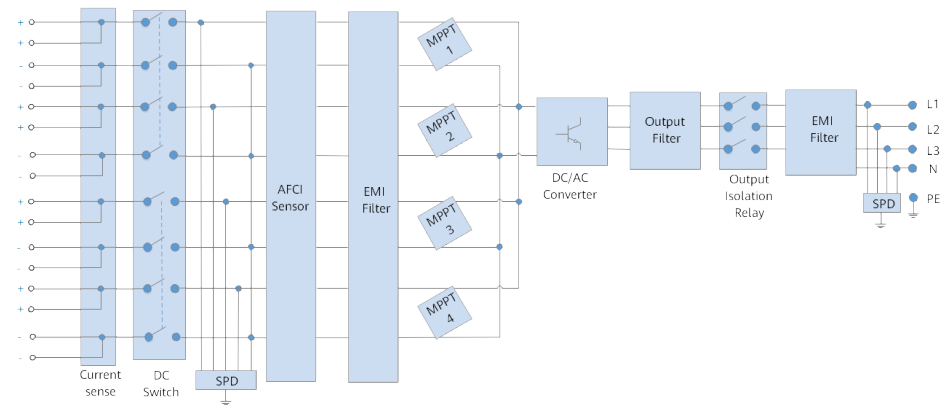 +
+
-
-
+
+
-
-
+
+
-
-
+
+
-
-
Current
sense
DC
Switch
SPD
AFCI
Sensor
EMI
Filter
MPPT
1
MPPT
2
MPPT
3
MPPT
4
DC/AC
Converter
Output
Filter
Output
Isolation
Relay
EMI
Filter
SPD
L1
L2
L3
N
PE